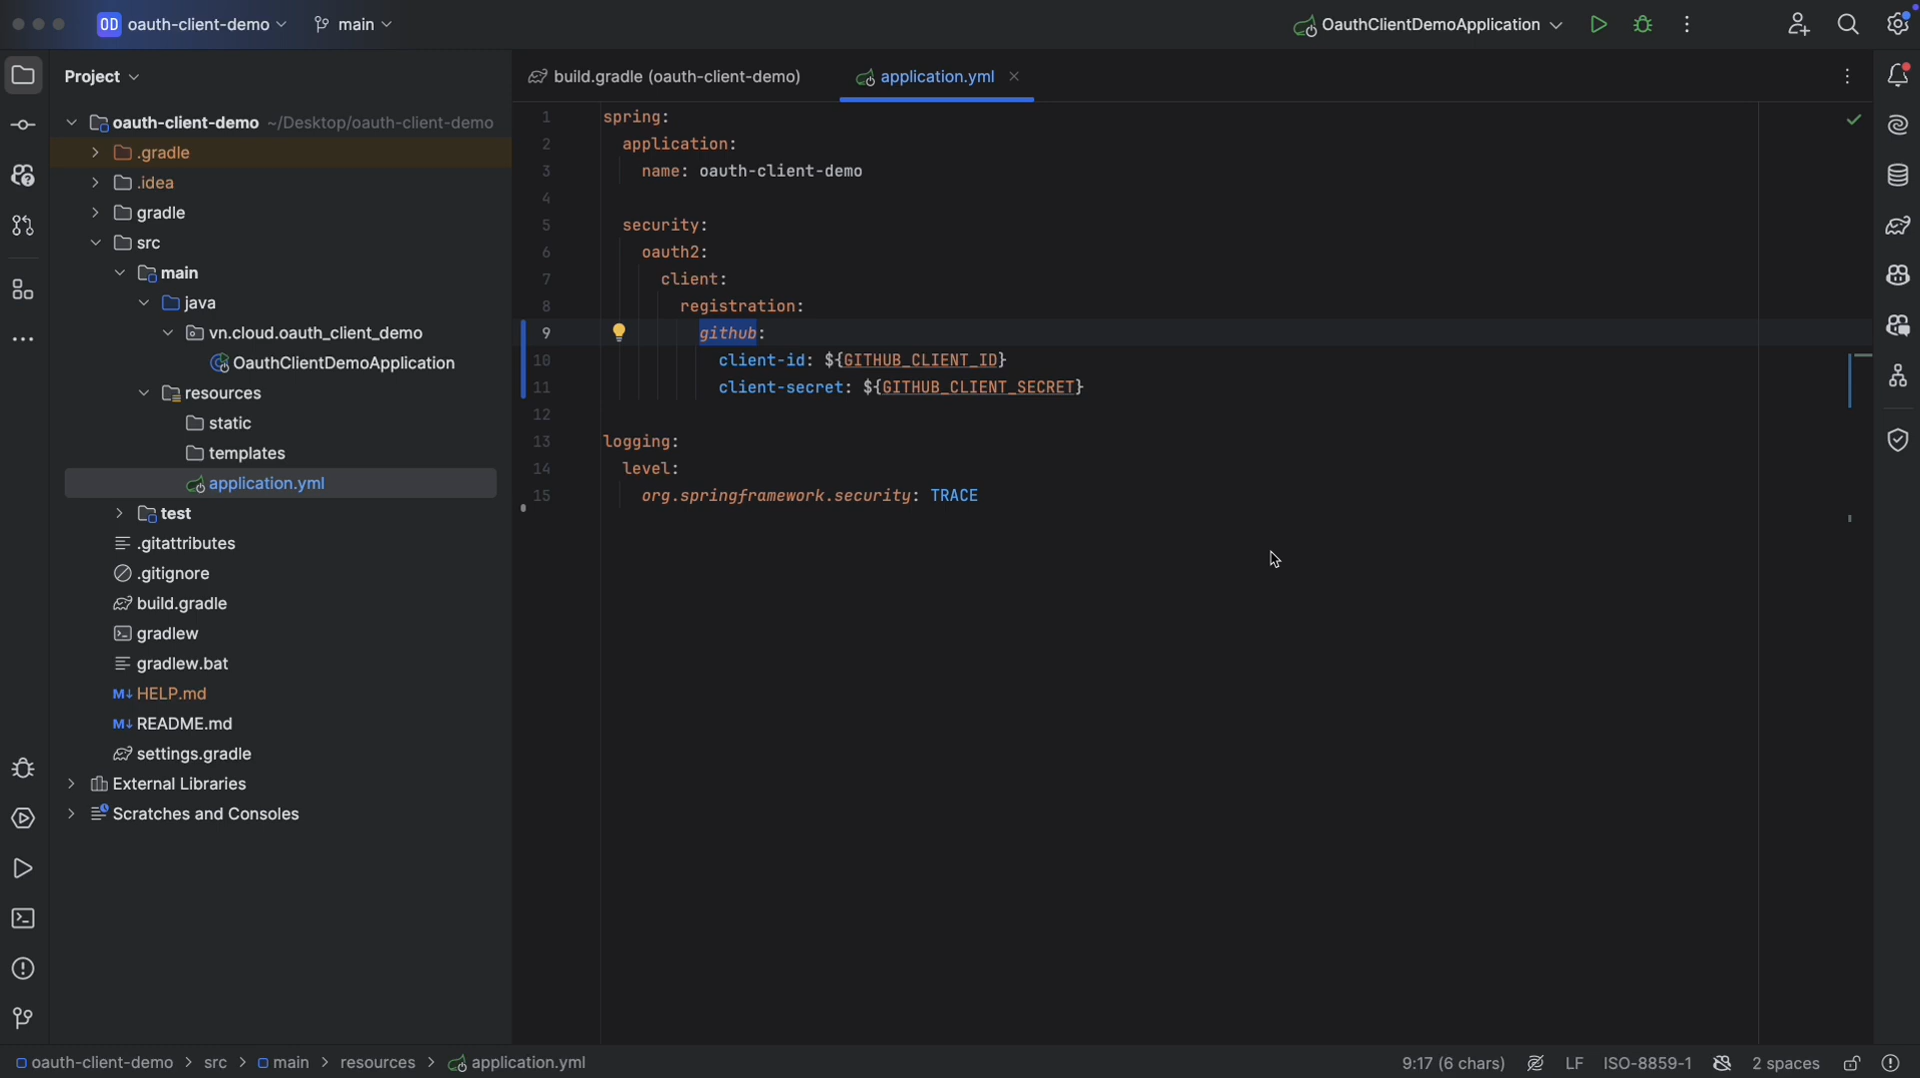 OD oauth-client-demo
main
OauthClientDemoApplication
Project
oauth-client-demo ~/Desktop/oauth-client-demo
.gradle
.idea
gradle
src
main
java
vn.cloud.oauth_client_demo
OauthClientDemoApplication
resources
static
templates
application.yml
test
.gitattributes
.gitignore
build.gradle
gradlew
gradlew.bat
M↓ HELP.md
M↓ README.md
settings.gradle
External Libraries
Scratches and Consoles
build.gradle (oauth-client-demo)
application.yml
1 spring:
2 application:
3 name: oauth-client-demo
4
5 security:
6 oauth2:
7 client:
8 registration:
9 github:
10 client-id: ${GITHUB_CLIENT_ID}
11 client-secret: ${GITHUB_CLIENT_SECRET}
12
13 logging:
14 level:
15 org.springframework.security: TRACE
oauth-client-demo > src > main > resources > application.yml
9:17 (6 chars) LF ISO-8859-1 2 spaces